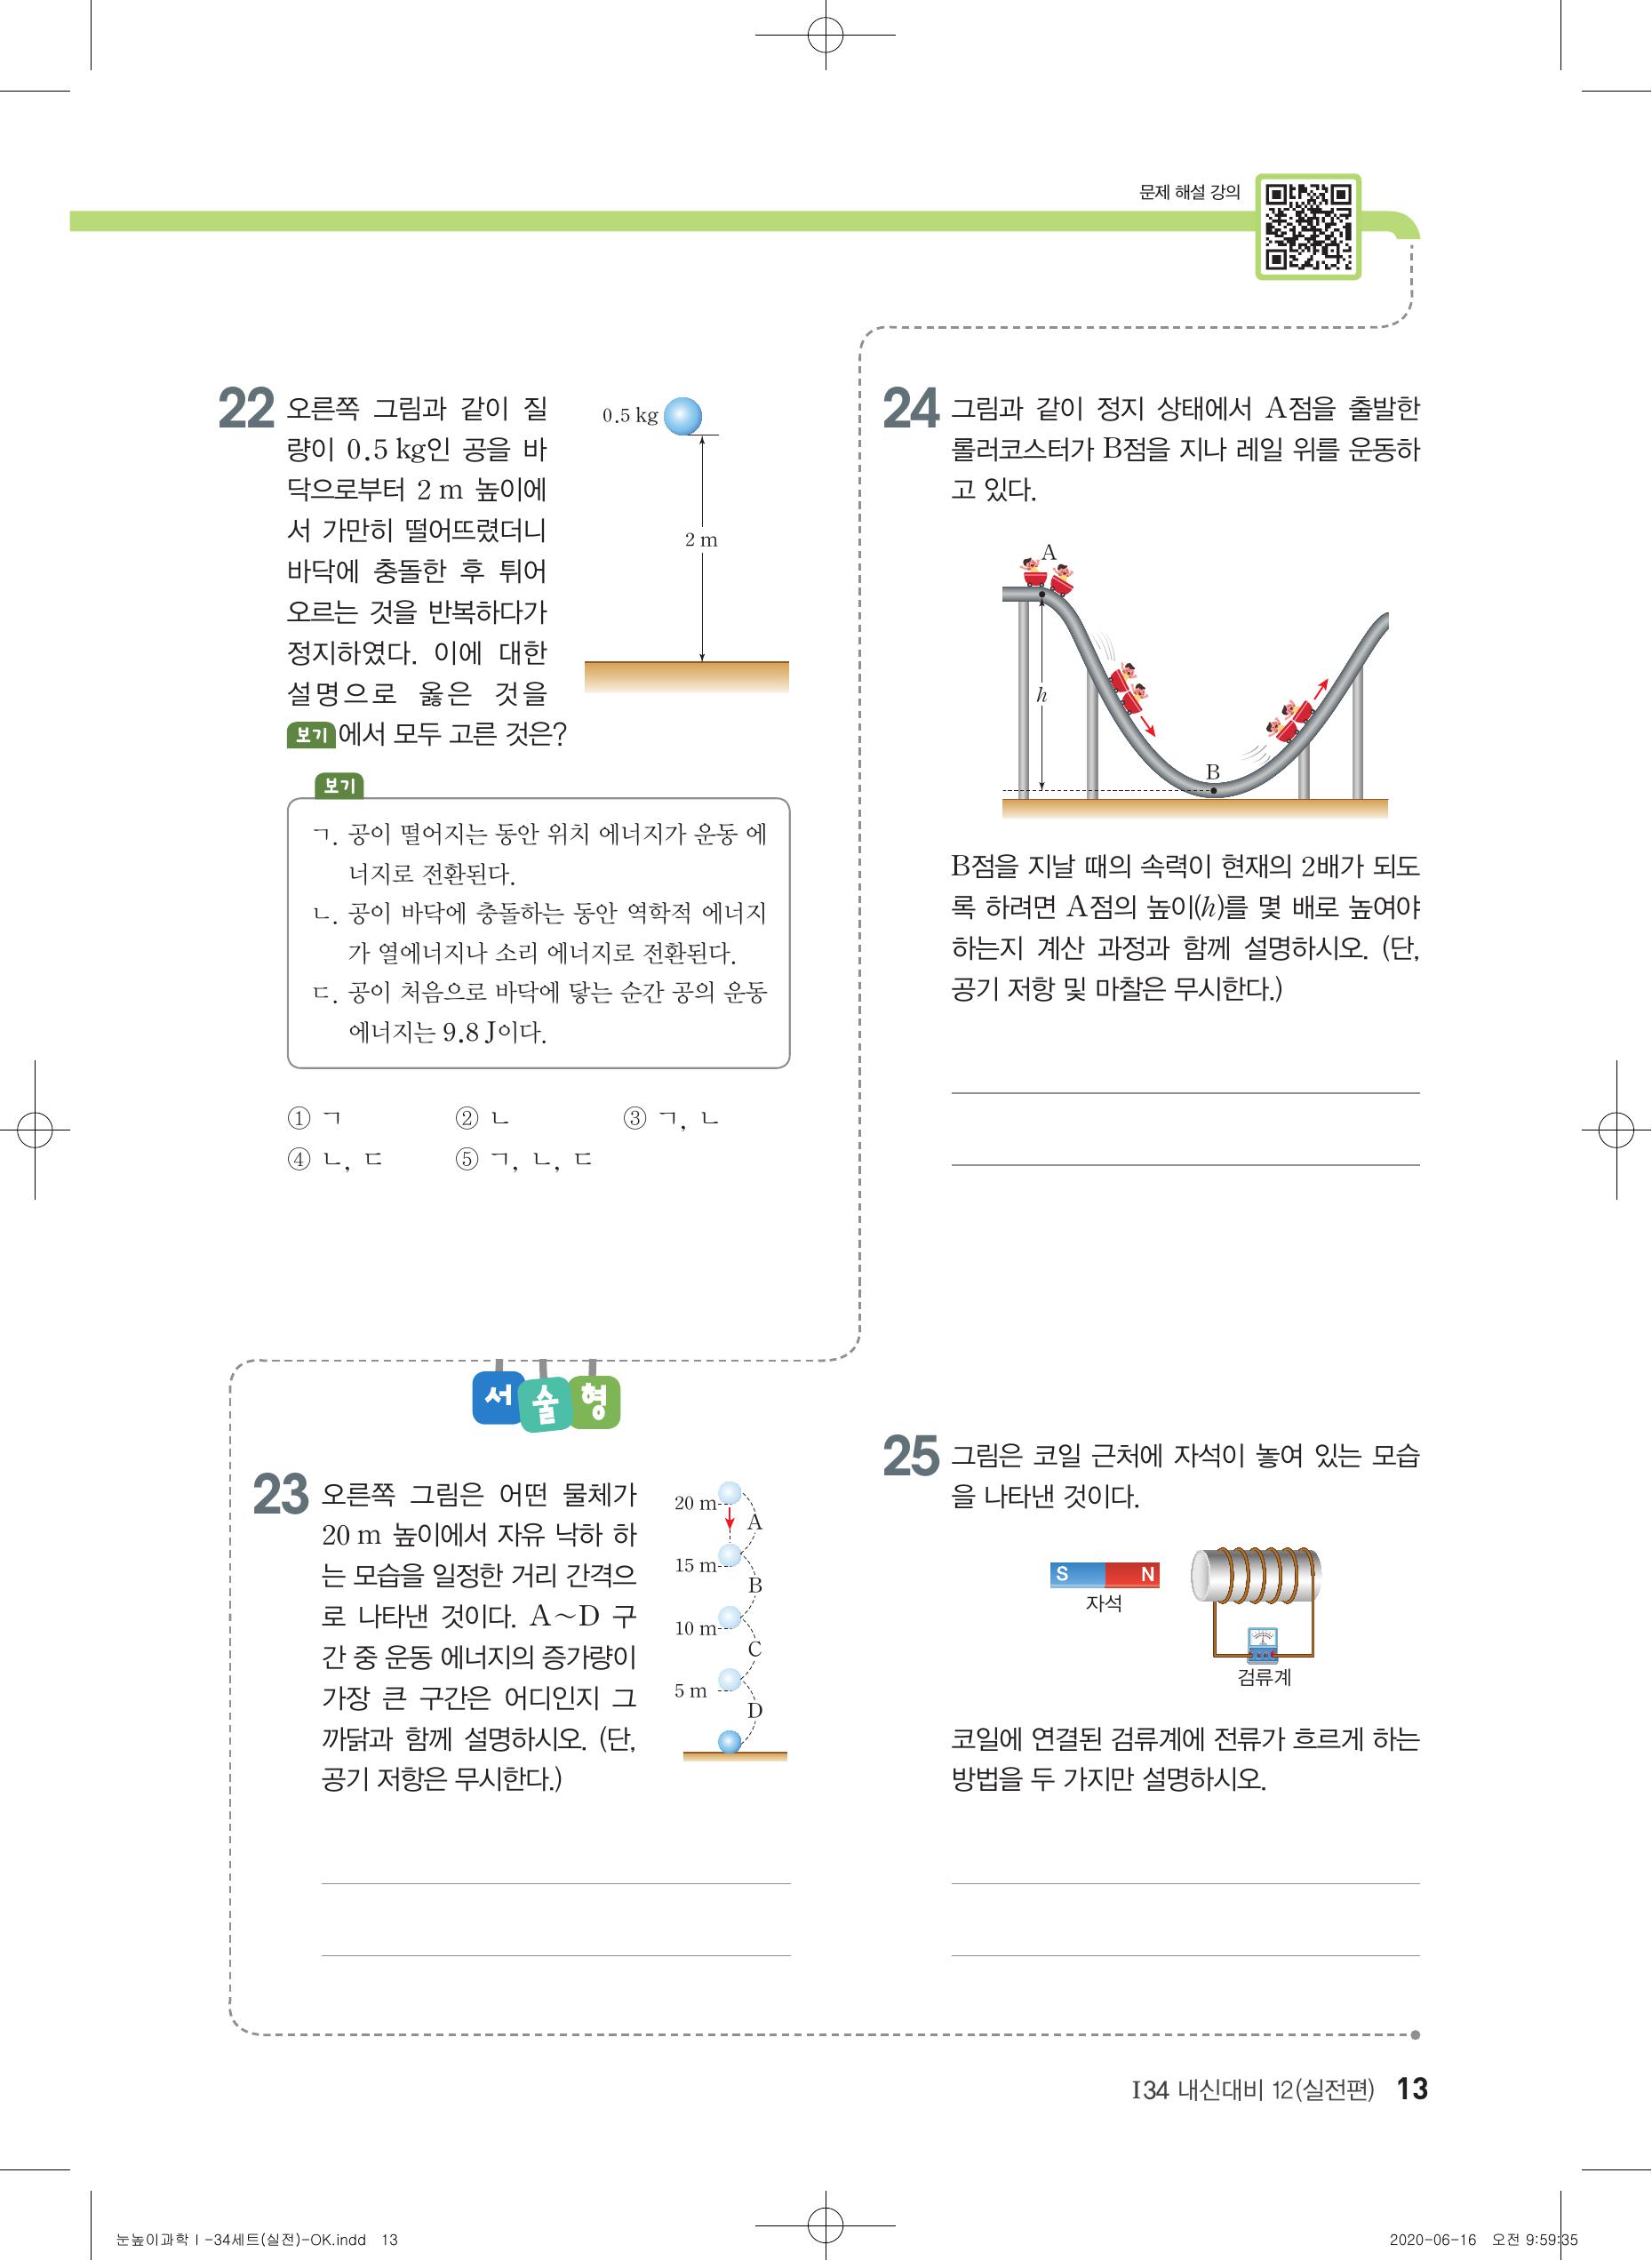 문제 해설 강의
22 오른쪽 그림과 같이 질
량이 0.5 kg인 공을 바
닥으로부터 2 m 높이에
서 가만히 떨어뜨렸더니
바닥에 충돌한 후 튀어
오르는 것을 반복하다가
정지하였다. 이에 대한
설명으로 옳은 것을
보기에서 모두 고른 것은?
0.5 kg
2 m
보기
ㄱ. 공이 떨어지는 동안 위치 에너지가 운동 에
너지로 전환된다.
ㄴ. 공이 바닥에 충돌하는 동안 역학적 에너지
가 열에너지나 소리 에너지로 전환된다.
ㄷ. 공이 처음으로 바닥에 닿는 순간 공의 운동
에너지는 9.8 J이다.
① ㄱ ② ㄴ ③ ㄱ, ㄴ
④ ㄴ, ㄷ ⑤ ㄱ, ㄴ, ㄷ
서술형
23 오른쪽 그림은 어떤 물체가
20 m 높이에서 자유 낙하 하
는 모습을 일정한 거리 간격으
로 나타낸 것이다. A~D 구
간 중 운동 에너지의 증가량이
가장 큰 구간은 어디인지 그
까닭과 함께 설명하시오. (단,
공기 저항은 무시한다.)
20 m
A
15 m
B
10 m
C
5 m
D
24 그림과 같이 정지 상태에서 A점을 출발한
롤러코스터가 B점을 지나 레일 위를 운동하
고 있다.
A
h
B
B점을 지날 때의 속력이 현재의 2배가 되도
록 하려면 A점의 높이(h)를 몇 배로 높여야
하는지 계산 과정과 함께 설명하시오. (단,
공기 저항 및 마찰은 무시한다.)
25 그림은 코일 근처에 자석이 놓여 있는 모습
을 나타낸 것이다.
S N
자석
검류계
코일에 연결된 검류계에 전류가 흐르게 하는
방법을 두 가지만 설명하시오.
I34 내신대비 12(실전편) 13
눈높이과학 I -34세트(실전)-OK.indd 13
2020-06-16 오전 9:59:35